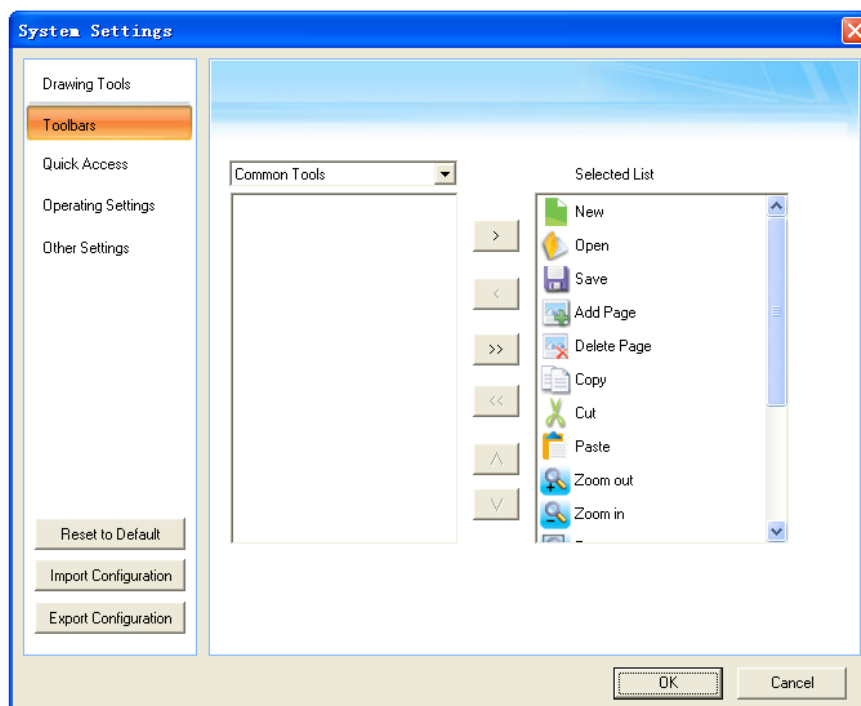 System Settings
Drawing Tools
Toolbars
Quick Access
Operating Settings
Other Settings
Reset to Default
Import Configuration
Export Configuration
Common Tools
>
<
>>
<<
Selected List
New
Open
Save
Add Page
Delete Page
Copy
Cut
Paste
Zoom out
Zoom in
OK
Cancel